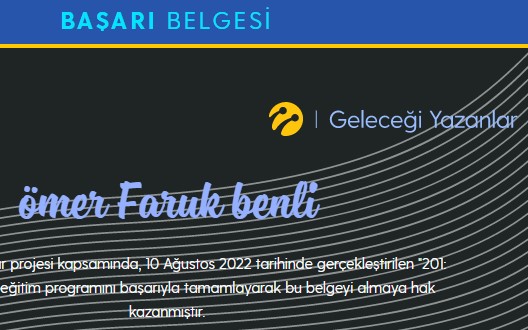 BAŞARI BELGESİ
Geleceği Yazanlar
ömer Faruk benli
projesi kapsamında, 10 Ağustos 2022 tarihinde gerçekleştirilen "201:
eğitim programını başarıyla tamamlayarak bu belgeyi almaya hak
kazanmıştır.